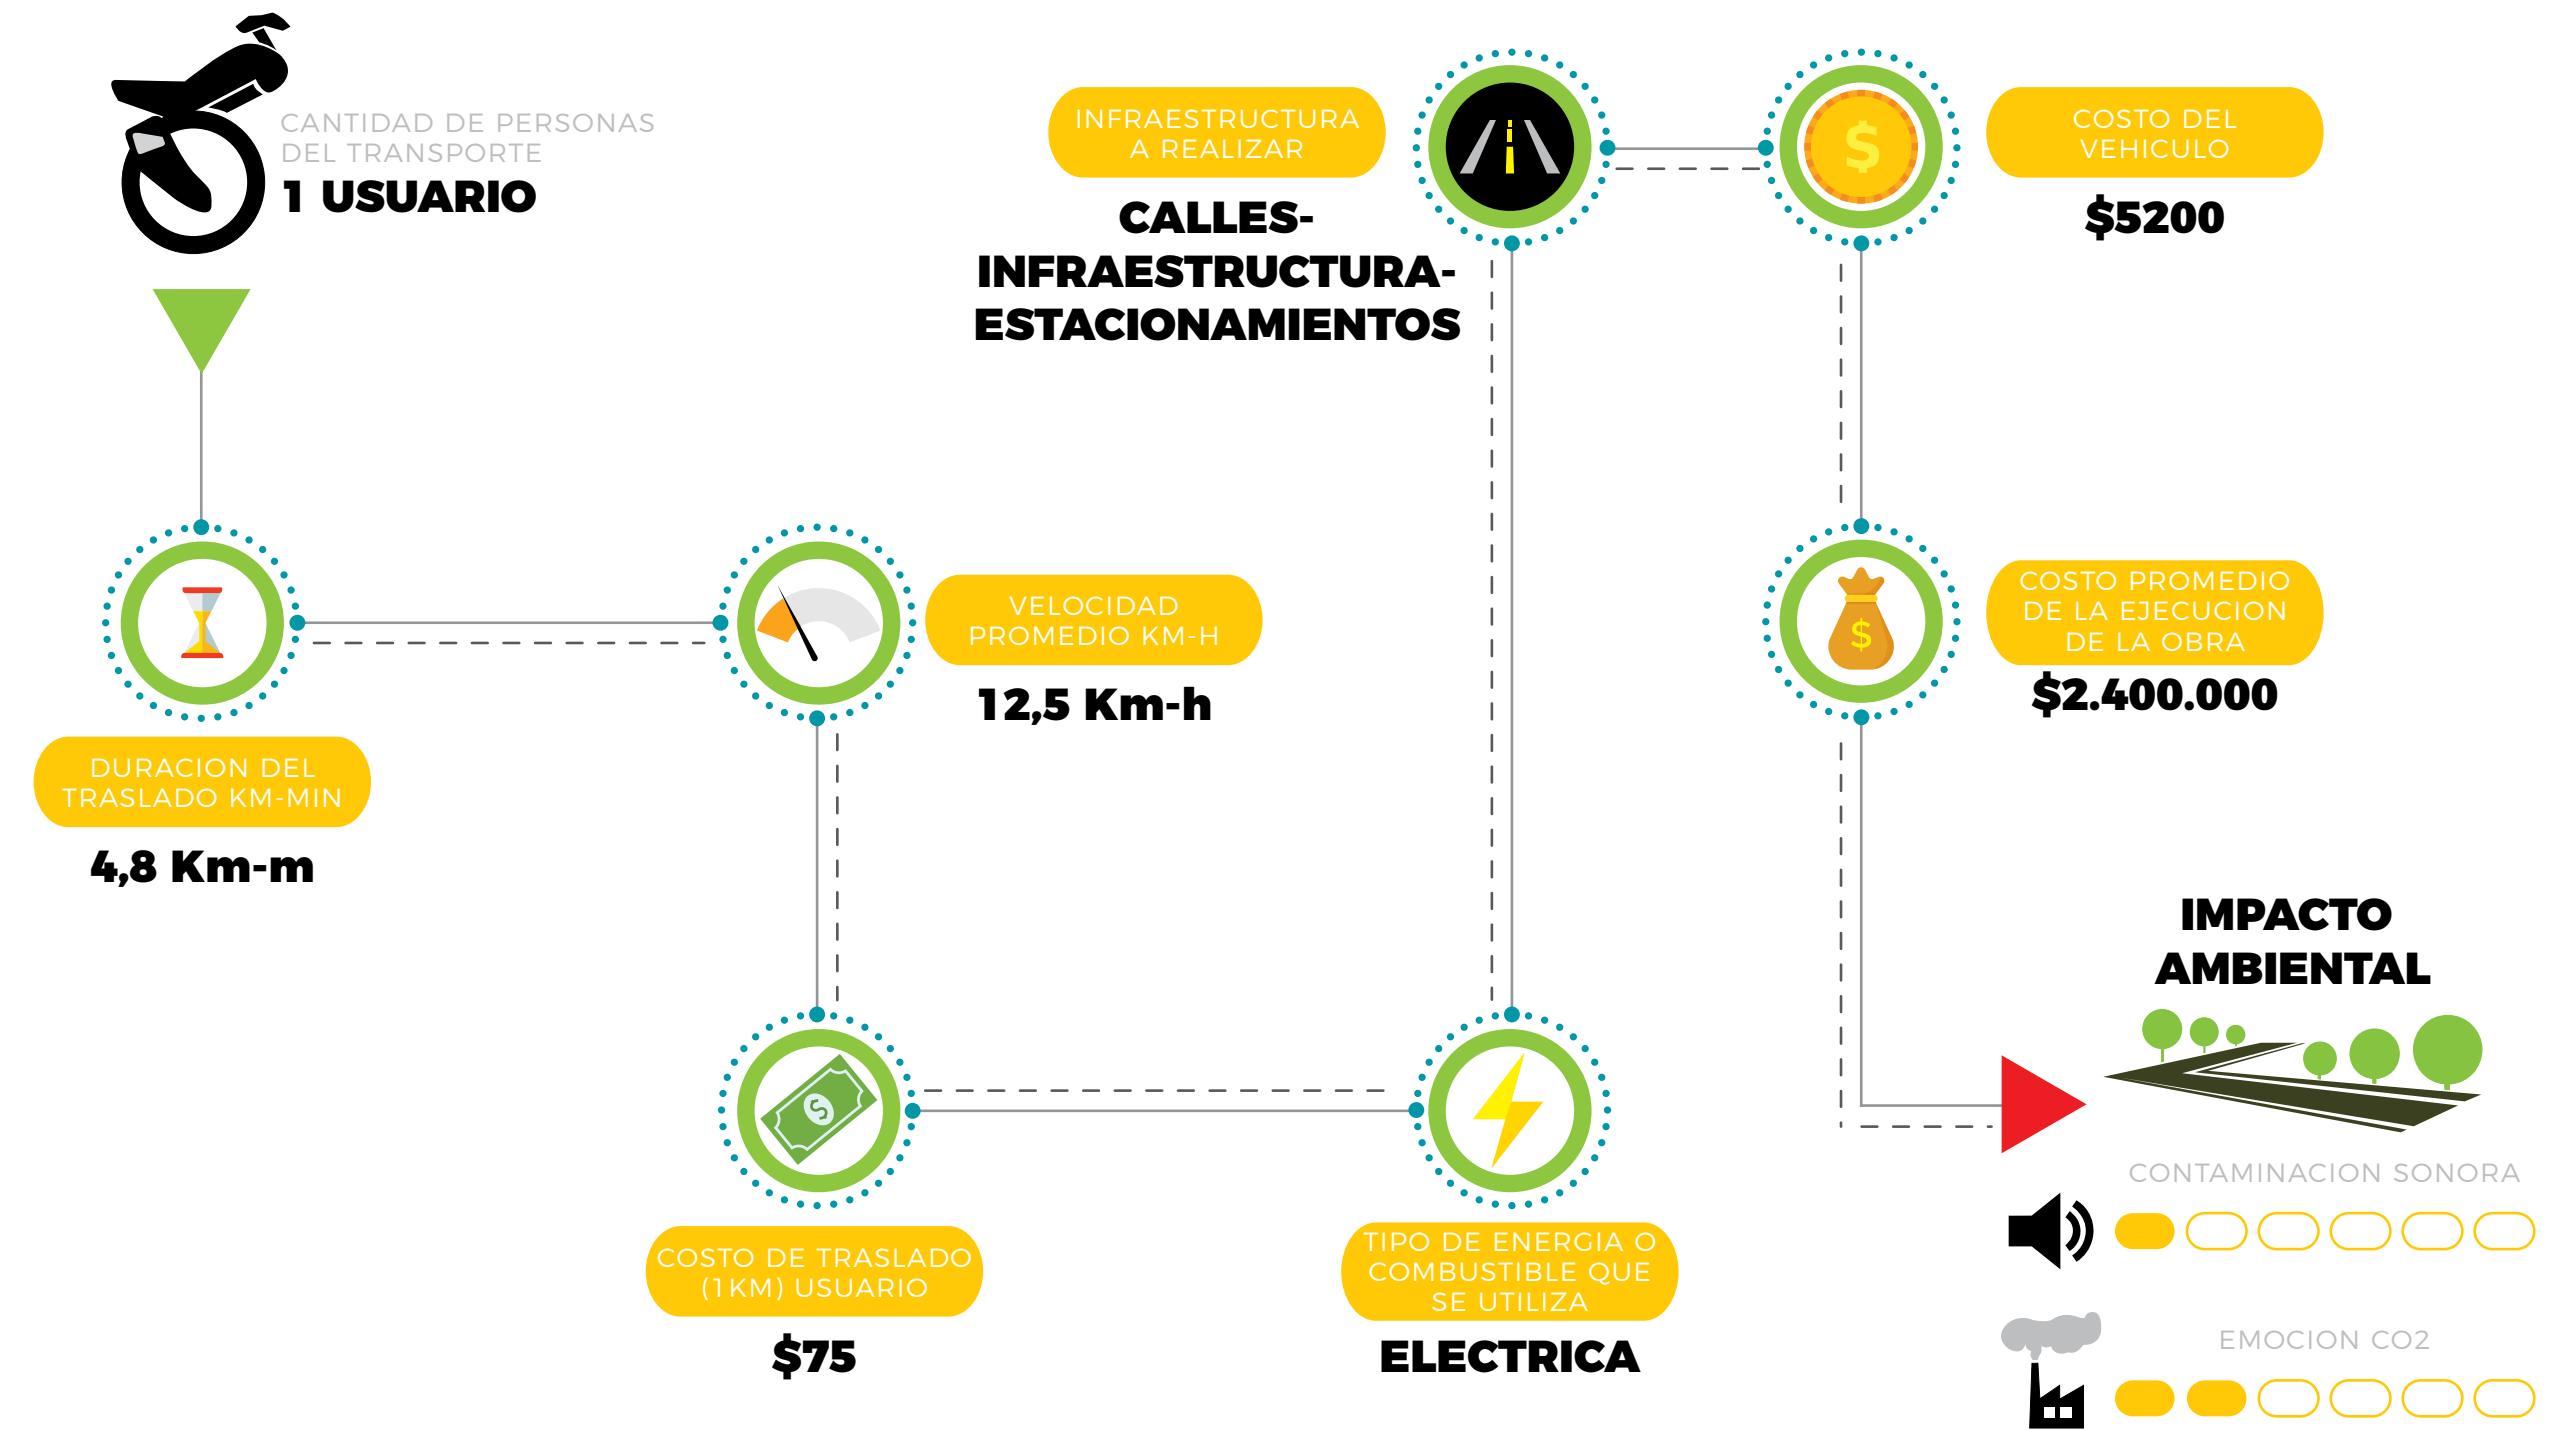 CANTIDAD DE PERSONAS
DEL TRANSPORTE
1 USUARIO
DURACION DEL
TRASLADO KM-MIN
4,8 Km-m
VELOCIDAD
PROMEDIO KM-H
12,5 Km-h
COSTO DE TRASLADO
(1KM) USUARIO
$75
TIPO DE ENERGIA O
COMBUSTIBLE QUE
SE UTILIZA
ELECTRICA
INFRAESTRUCTURA
A REALIZAR
CALLES-
INFRAESTRUCTURA-
ESTACIONAMIENTOS
$
COSTO DEL
VEHICULO
$5200
$
COSTO PROMEDIO
DE LA EJECUCION
DE LA OBRA
$2.400.000
IMPACTO
AMBIENTAL
CONTAMINACION SONORA
EMOCION CO2
$